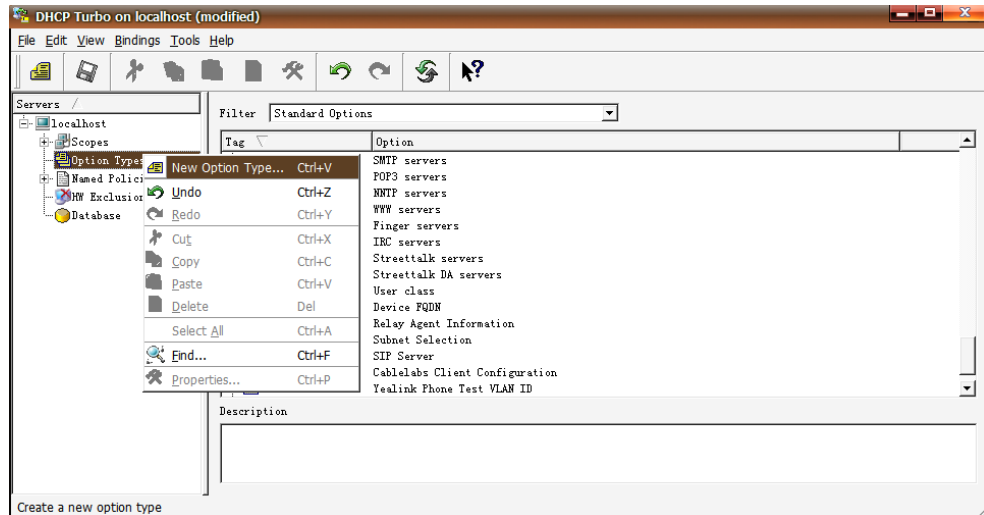 DHCP Turbo on localhost (modified)
File Edit View Bindings Tools Help
Servers /
localhost
Scopes
Option Types
Named Polici
HW Exclusion
Database
New Option Type... Ctrl+V
Undo Ctrl+Z
Redo Ctrl+Y
Cut Ctrl+X
Copy Ctrl+C
Paste Ctrl+V
Delete Del
Select All Ctrl+A
Find... Ctrl+F
Properties... Ctrl+P
Filter Standard Options
Tag Option
SMTP servers
POP3 servers
NNTP servers
WWW servers
Finger servers
IRC servers
Streettalk servers
Streettalk DA servers
User class
Device FQDN
Relay Agent Information
Subnet Selection
SIP Server
Cablelabs Client Configuration
Yealink Phone Test VLAN ID
Description
Create a new option type